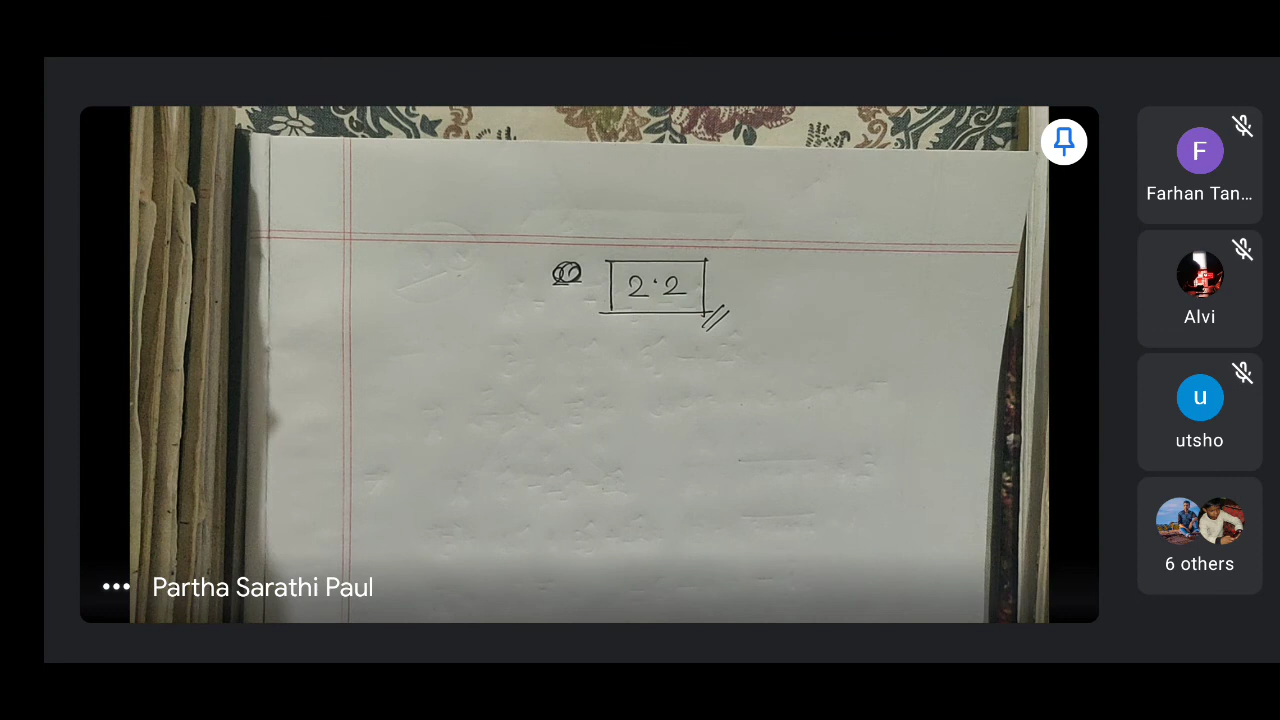 2.2
Partha Sarathi Paul
F
Farhan Tan...
Alvi
u
utsho
6 others